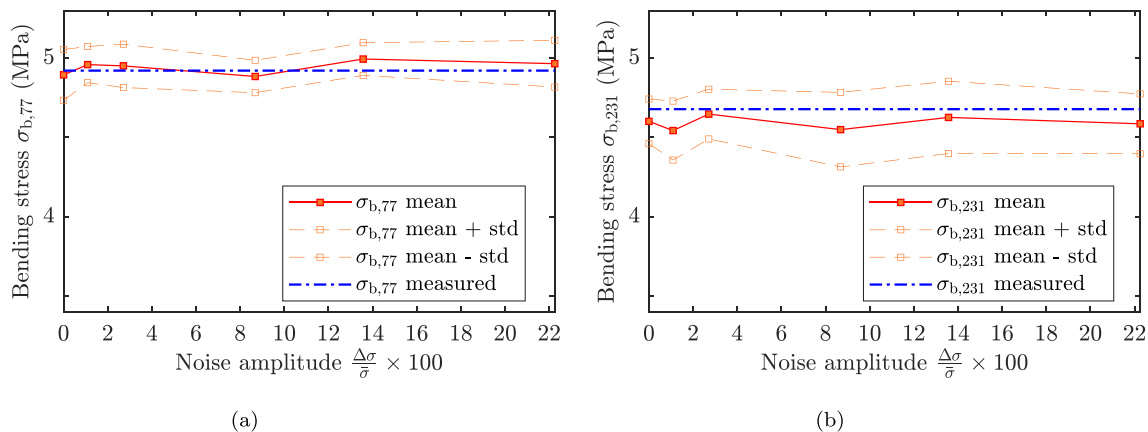 Bending stress σb,77 (MPa)
5
4
σb,77 mean
σb,77 mean + std
σb,77 mean - std
σb,77 measured
0 2 4 6 8 10 12 14 16 18 20 22
Noise amplitude Δσ/σ̄ × 100
(a)
Bending stress σb,231 (MPa)
5
4
σb,231 mean
σb,231 mean + std
σb,231 mean - std
σb,231 measured
0 2 4 6 8 10 12 14 16 18 20 22
Noise amplitude Δσ/σ̄ × 100
(b)